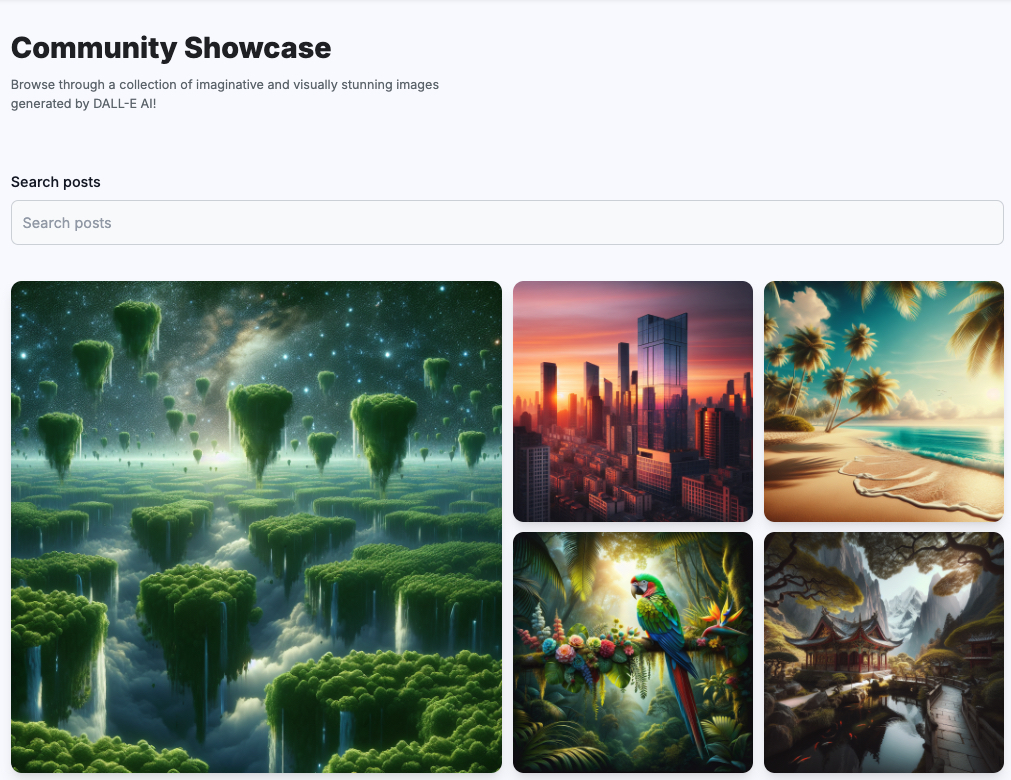 Community Showcase
Browse through a collection of imaginative and visually stunning images
generated by DALL-E AI!
Search posts
Search posts